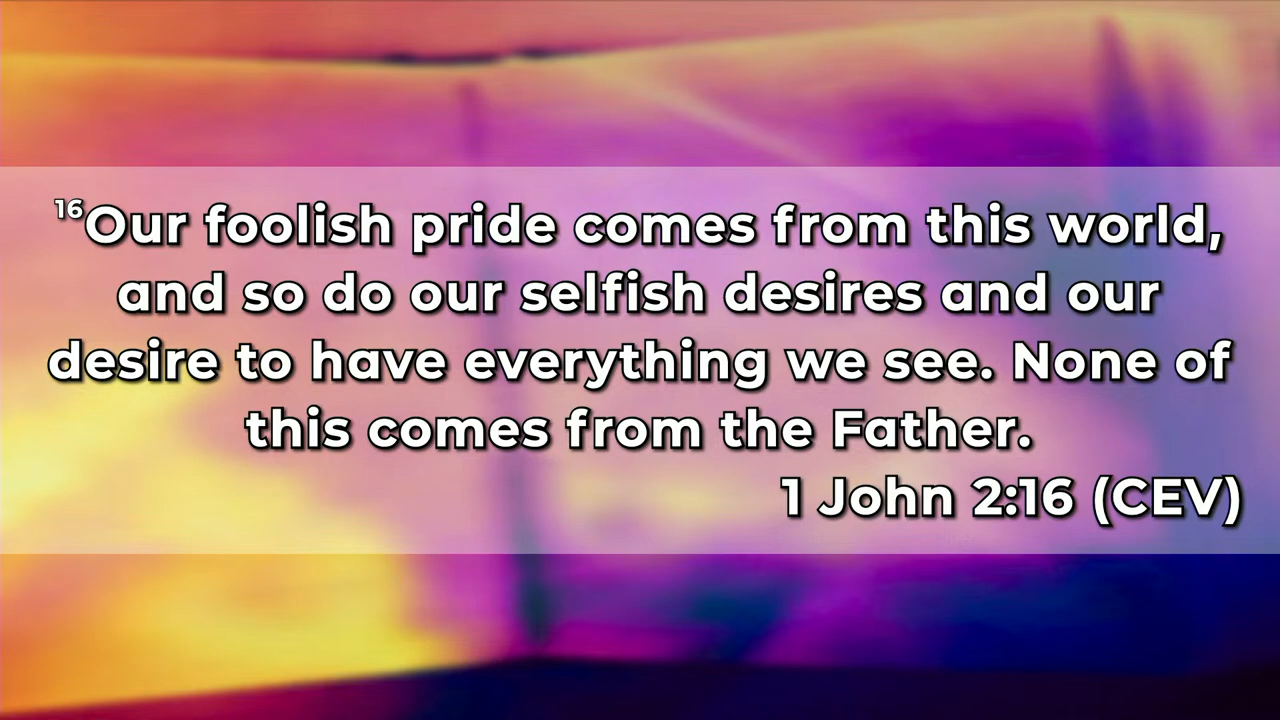 16Our foolish pride comes from this world,
and so do our selfish desires and our
desire to have everything we see. None of
this comes from the Father.
1 John 2:16 (CEV)